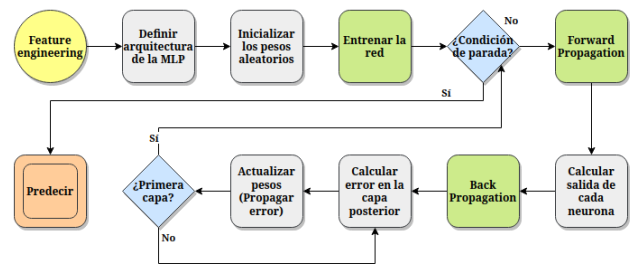 Feature
engineering
Definir
arquitectura
de la MLP
Inicializar
los pesos
aleatorios
Entrenar la
red
¿Condición
de parada?
No
Forward
Propagation
Sí
Predecir
Sí
¿Primera
capa?
No
Actualizar
pesos
(Propagar
error)
Calcular
error en la
capa
posterior
Back
Propagation
Calcular
salida de
cada
neurona